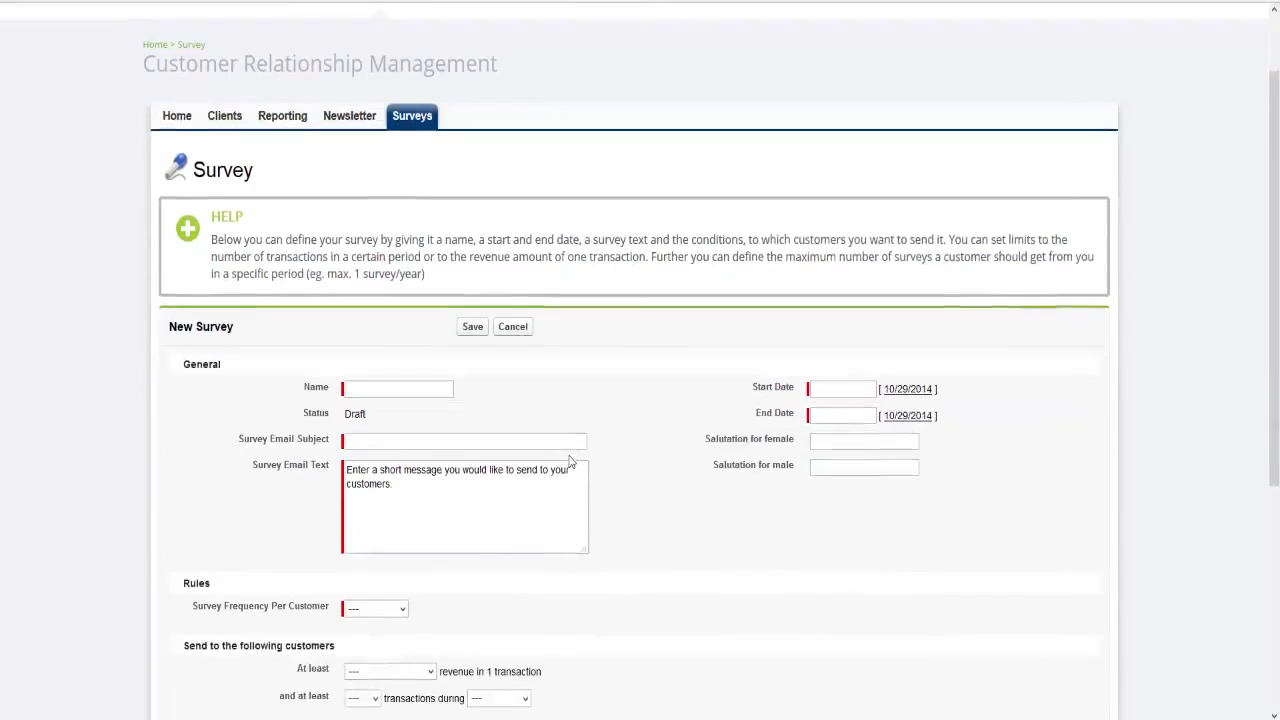 Home > Survey
Customer Relationship Management
Home Clients Reporting Newsletter Surveys
Survey
HELP
Below you can define your survey by giving it a name, a start and end date, a survey text and the conditions, to which customers you want to send it. You can set limits to the
number of transactions in a certain period or to the revenue amount of one transaction. Further you can define the maximum number of surveys a customer should get from you
in a specific period (eg. max. 1 survey/year)
New Survey Save Cancel
General
Name Start Date [ 10/29/2014 ]
Status Draft End Date [ 10/29/2014 ]
Survey Email Subject Salutation for female
Survey Email Text Enter a short message you would like to send to your Salutation for male
customers.
Rules
Survey Frequency Per Customer ---
Send to the following customers
At least --- revenue in 1 transaction
and at least --- transactions during ---